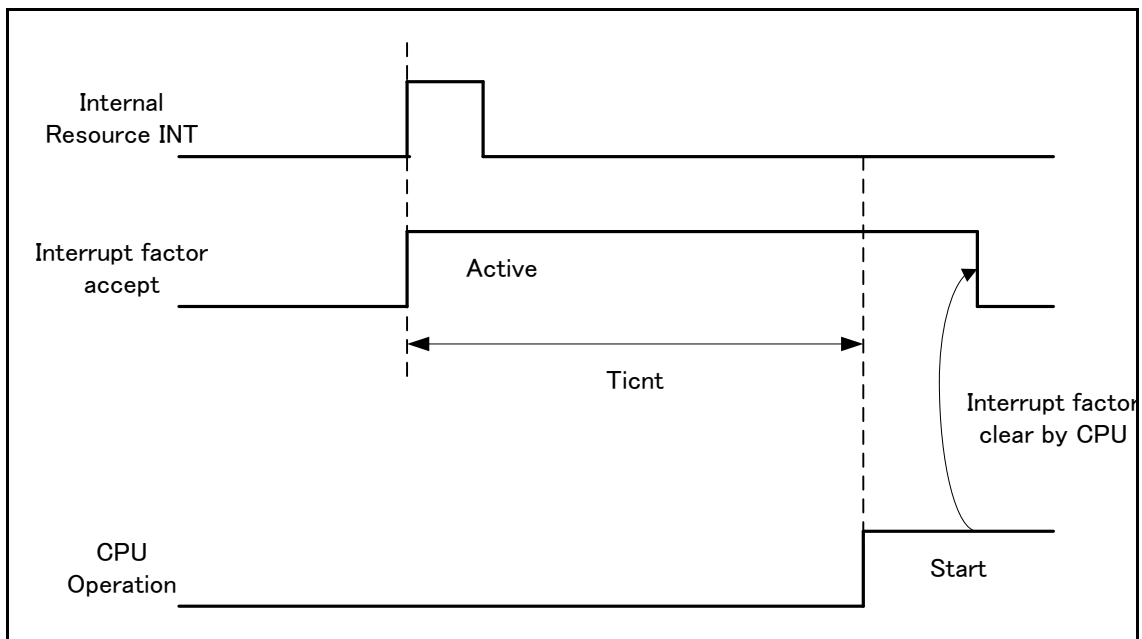 Internal
Resource INT
Interrupt factor
accept
Active
Ticnt
Interrupt factor
clear by CPU
CPU
Operation
Start